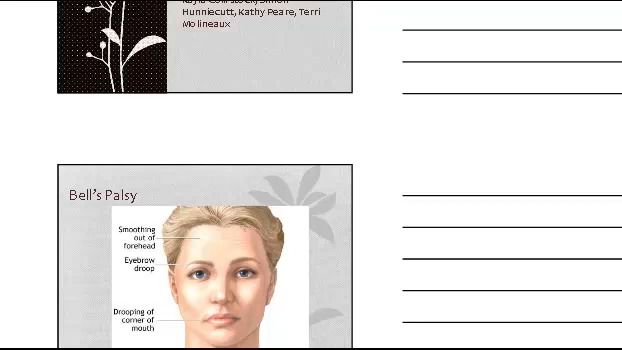 Hunniecutt, Kathy Peare, Terri
Molineaux
Bell's Palsy
Smoothing
out of
forehead
Eyebrow
droop
Drooping of
corner of
mouth